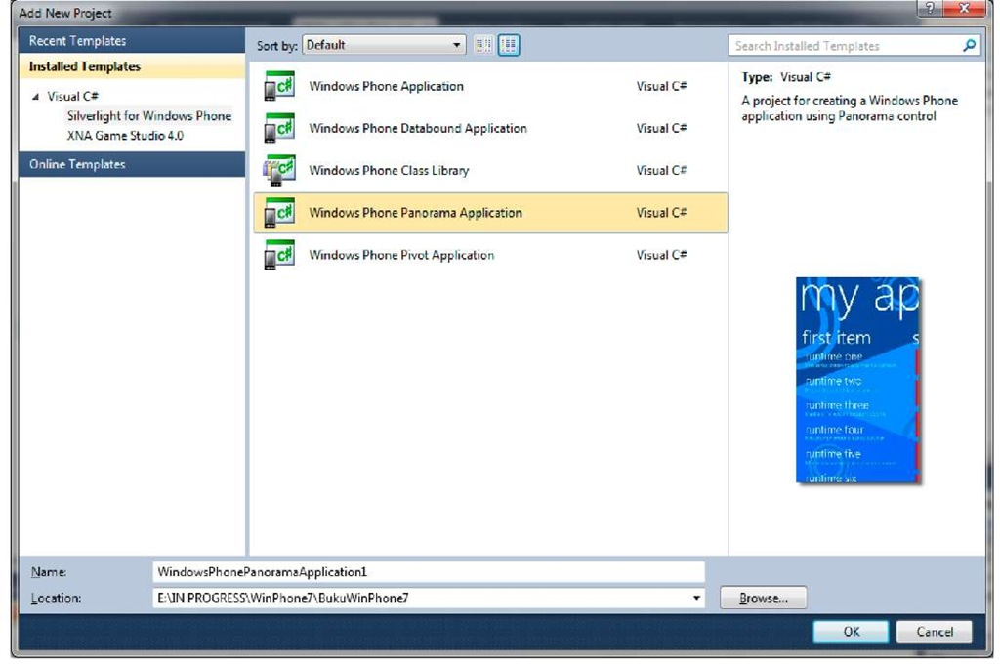 Add New Project
Recent Templates
Installed Templates
Visual C#
Silverlight for Windows Phone
XNA Game Studio 4.0
Online Templates
Sort by: Default
Search Installed Templates
Windows Phone Application Visual C#
Windows Phone Databound Application Visual C#
Windows Phone Class Library Visual C#
Windows Phone Panorama Application Visual C#
Windows Phone Pivot Application Visual C#
Type: Visual C#
A project for creating a Windows Phone
application using Panorama control
my ap
first item s
runtime one
runtime two
runtime three
runtime four
runtime five
runtime six
Name: WindowsPhonePanoramaApplication1
Location: E:\IN PROGRESS\WinPhone7\BukuWinPhone7
Browse...
OK Cancel